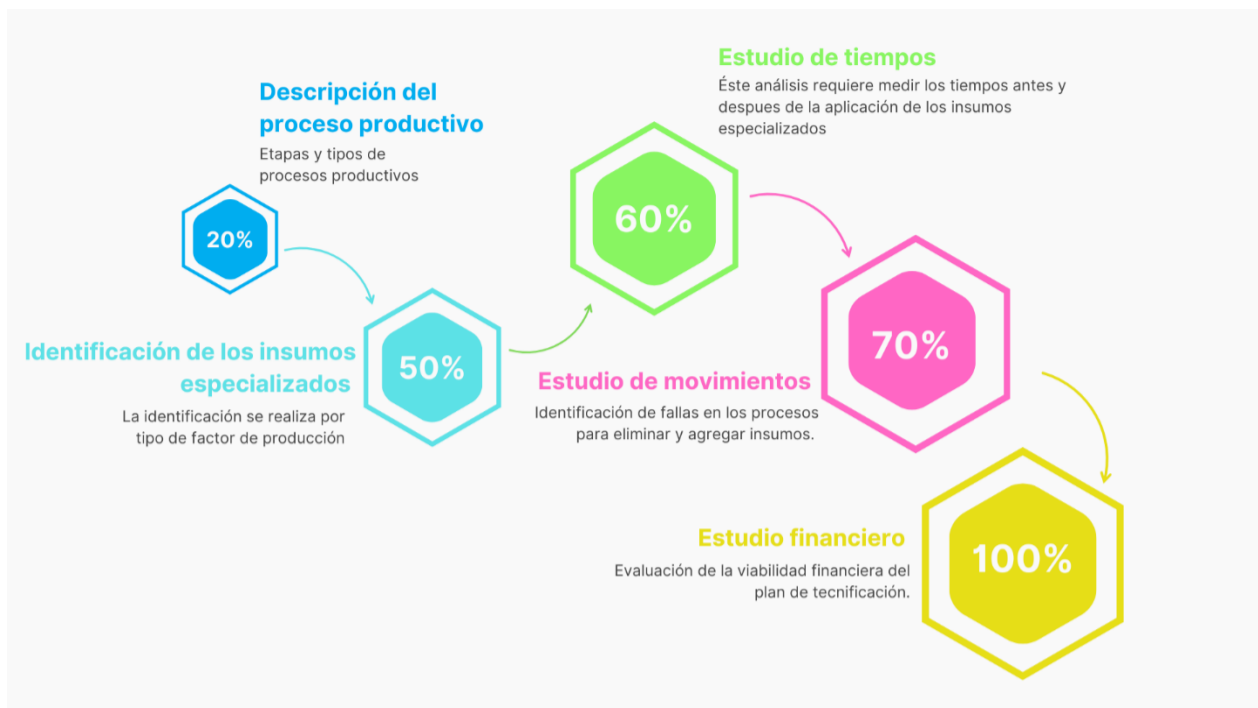 Descripción del
proceso productivo
Etapas y tipos de
procesos productivos
20%
Identificación de los insumos
especializados
La identificación se realiza por
tipo de factor de producción
50%
Estudio de tiempos
Éste análisis requiere medir los tiempos antes y
despues de la aplicación de los insumos
especializados
60%
Estudio de movimientos
Identificación de fallas en los procesos
para eliminar y agregar insumos.
70%
Estudio financiero
Evaluación de la viabilidad financiera del
plan de tecnificación.
100%